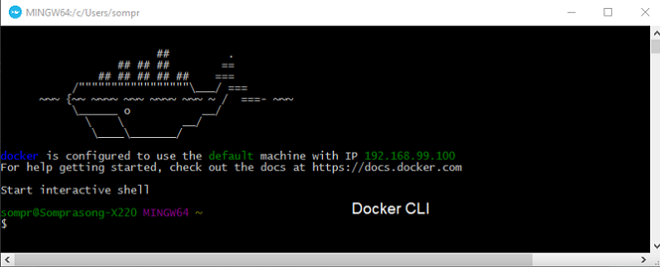 MINGW64:/c/Users/sompr
                        ##         .
                  ## ## ##        ==
               ## ## ## ## ##    ===
           /"""""""""""""""""\___/ ===
      ~~~ {~~ ~~~~ ~~~ ~~~~ ~~~ ~ /  ===- ~~~
           \______ o           __/
             \    \         __/
              \____\_______/
docker is configured to use the default machine with IP 192.168.99.100
For help getting started, check out the docs at https://docs.docker.com
Start interactive shell
sompr@Somprasong-X220 MINGW64 ~
$
Docker CLI